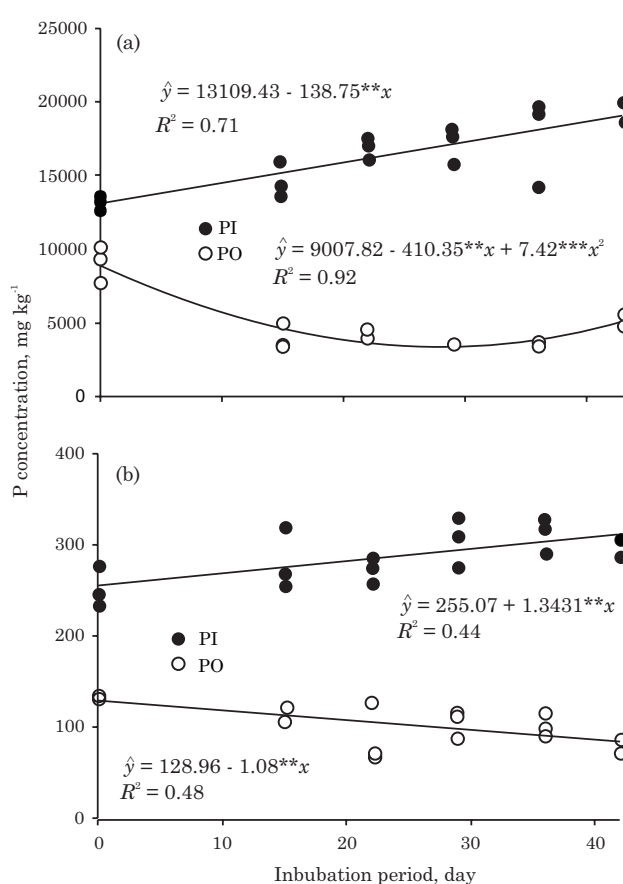 25000
(a)
ŷ = 13109.43 - 138.75**x
R² = 0.71
20000
15000
PI
PO
ŷ = 9007.82 - 410.35**x + 7.42***x²
R² = 0.92
10000
5000
0
P concentration, mg kg⁻¹
400
(b)
300
ŷ = 255.07 + 1.3431**x
R² = 0.44
200
PI
PO
100
ŷ = 128.96 - 1.08**x
R² = 0.48
0
0 10 20 30 40
Inbubation period, day